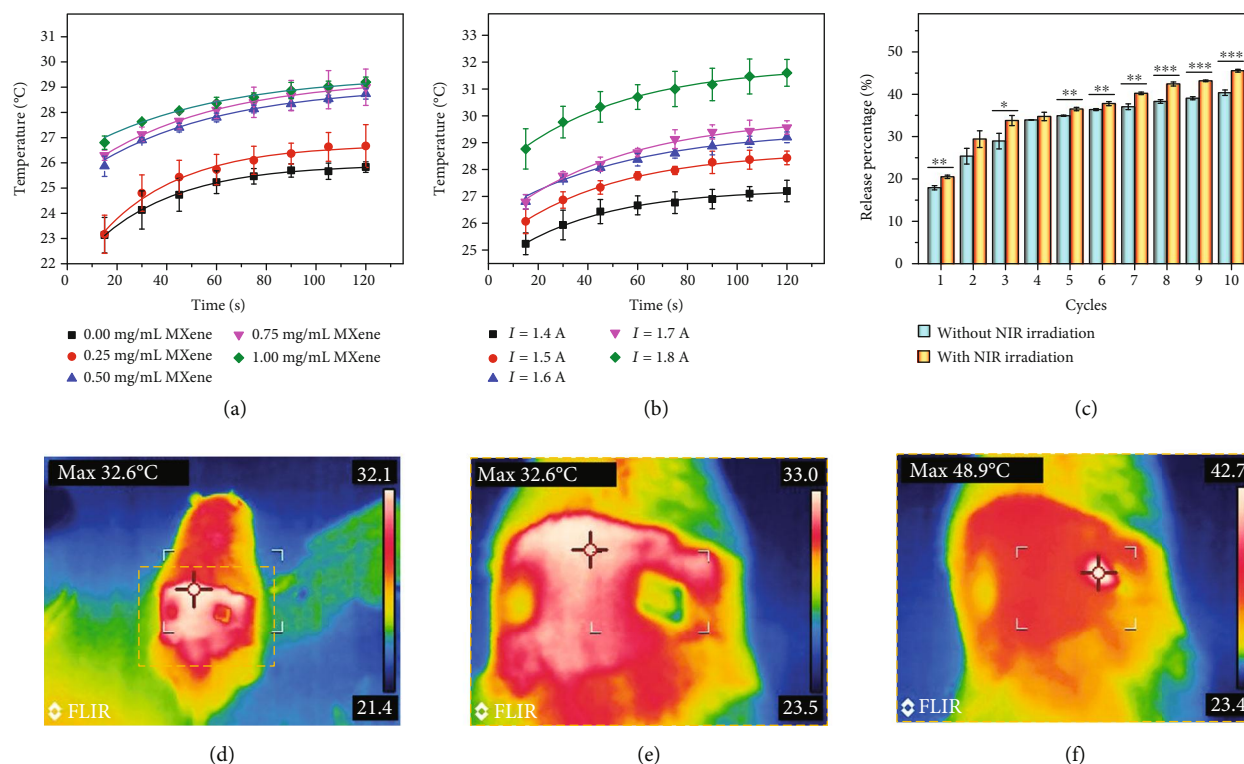 Temperature (°C)
29
28
27
26
25
24
23
22
0
20
40
60
80
100
120
140
Time (s)
0.00 mg/mL MXene
0.25 mg/mL MXene
0.50 mg/mL MXene
0.75 mg/mL MXene
1.00 mg/mL MXene
(a)
Temperature (°C)
33
32
31
30
29
28
27
26
25
0
20
40
60
80
100
120
140
Time (s)
I = 1.4 A
I = 1.5 A
I = 1.6 A
I = 1.7 A
I = 1.8 A
(b)
Release percentage (%)
50
40
30
20
10
0
**
*
**
**
**
***
***
***
1
2
3
4
5
6
7
8
9
10
Cycles
Without NIR irradiation
With NIR irradiation
(c)
Max 32.6°C
32.1
21.4
FLIR
(d)
Max 32.6°C
33.0
23.5
FLIR
(e)
Max 48.9°C
42.7
23.4
FLIR
(f)